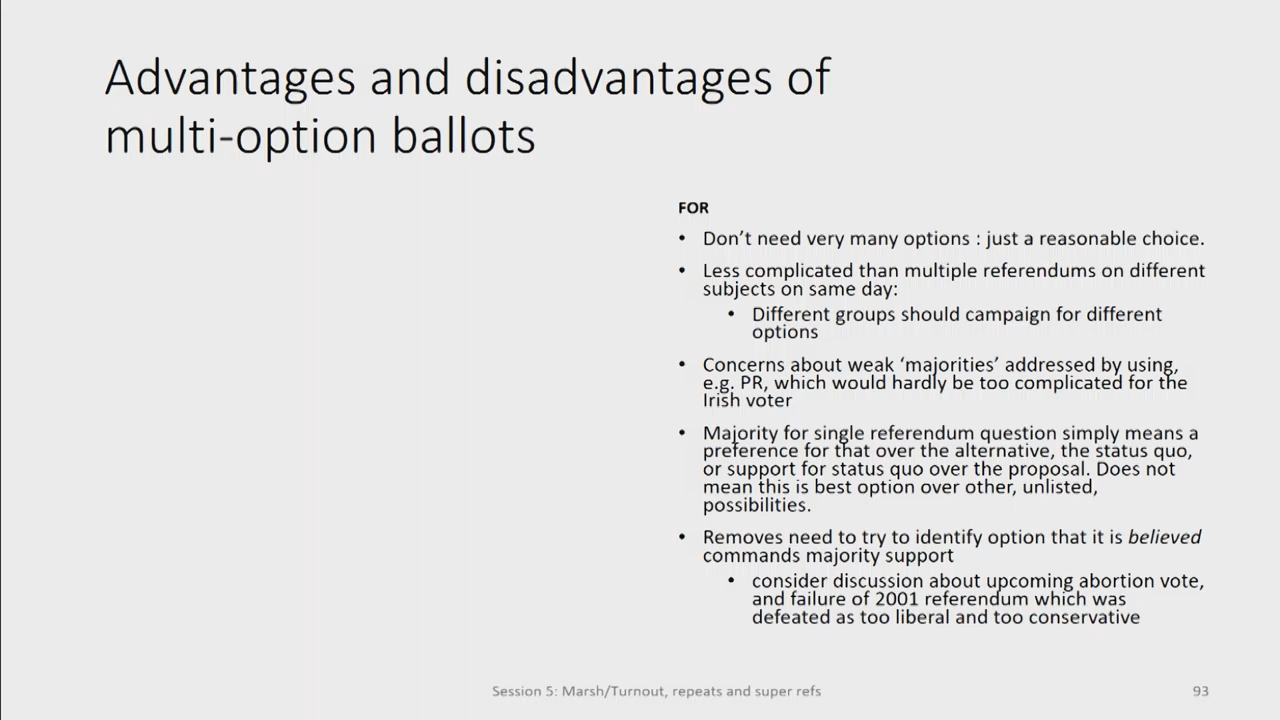 Advantages and disadvantages of
multi-option ballots
FOR
• Don’t need very many options : just a reasonable choice.
• Less complicated than multiple referendums on different
subjects on same day:
• Different groups should campaign for different
options
• Concerns about weak ‘majorities’ addressed by using,
e.g. PR, which would hardly be too complicated for the
Irish voter
• Majority for single referendum question simply means a
preference for that over the alternative, the status quo,
or support for status quo over the proposal. Does not
mean this is best option over other, unlisted,
possibilities.
• Removes need to try to identify option that it is believed
commands majority support
• consider discussion about upcoming abortion vote,
and failure of 2001 referendum which was
defeated as too liberal and too conservative
Session 5: Marsh/Turnout, repeats and super refs
93